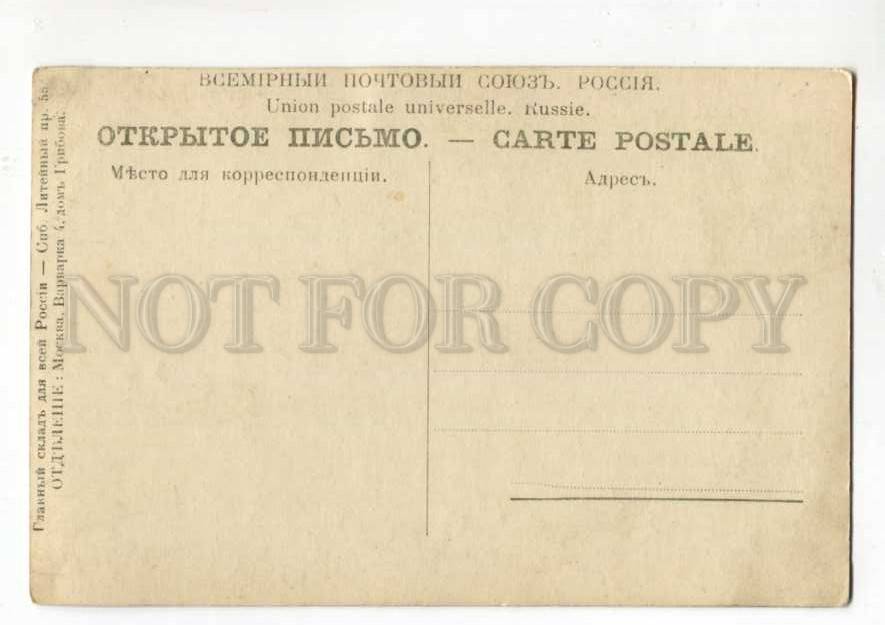 ВСЕМІРНЫЙ ПОЧТОВЫЙ СОЮЗЪ. РОССІЯ.
Union postale universelle. Russie.
ОТКРЫТОЕ ПИСЬМО. — CARTE POSTALE.
Мѣсто для корреспонденціи.
Адресъ.
Главный складъ для всей Россіи — Спб. Литейный пр. 58.
ОТДѢЛЕНІЕ: Москва, Варварка 4, домъ Грибова.
NOT FOR COPY